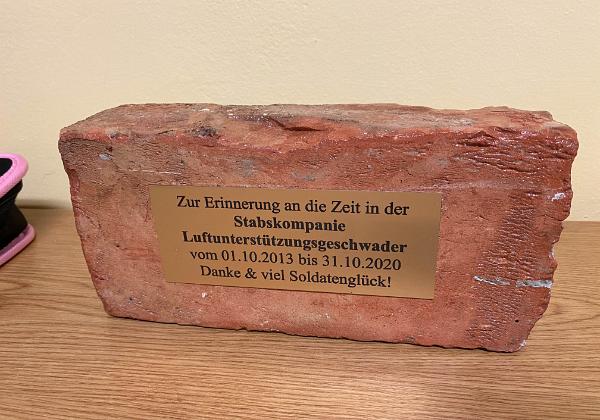 Zur Erinnerung an die Zeit in der
Stabskompanie
Luftunterstützungsgeschwader
vom 01.10.2013 bis 31.10.2020
Danke & viel Soldatenglück!